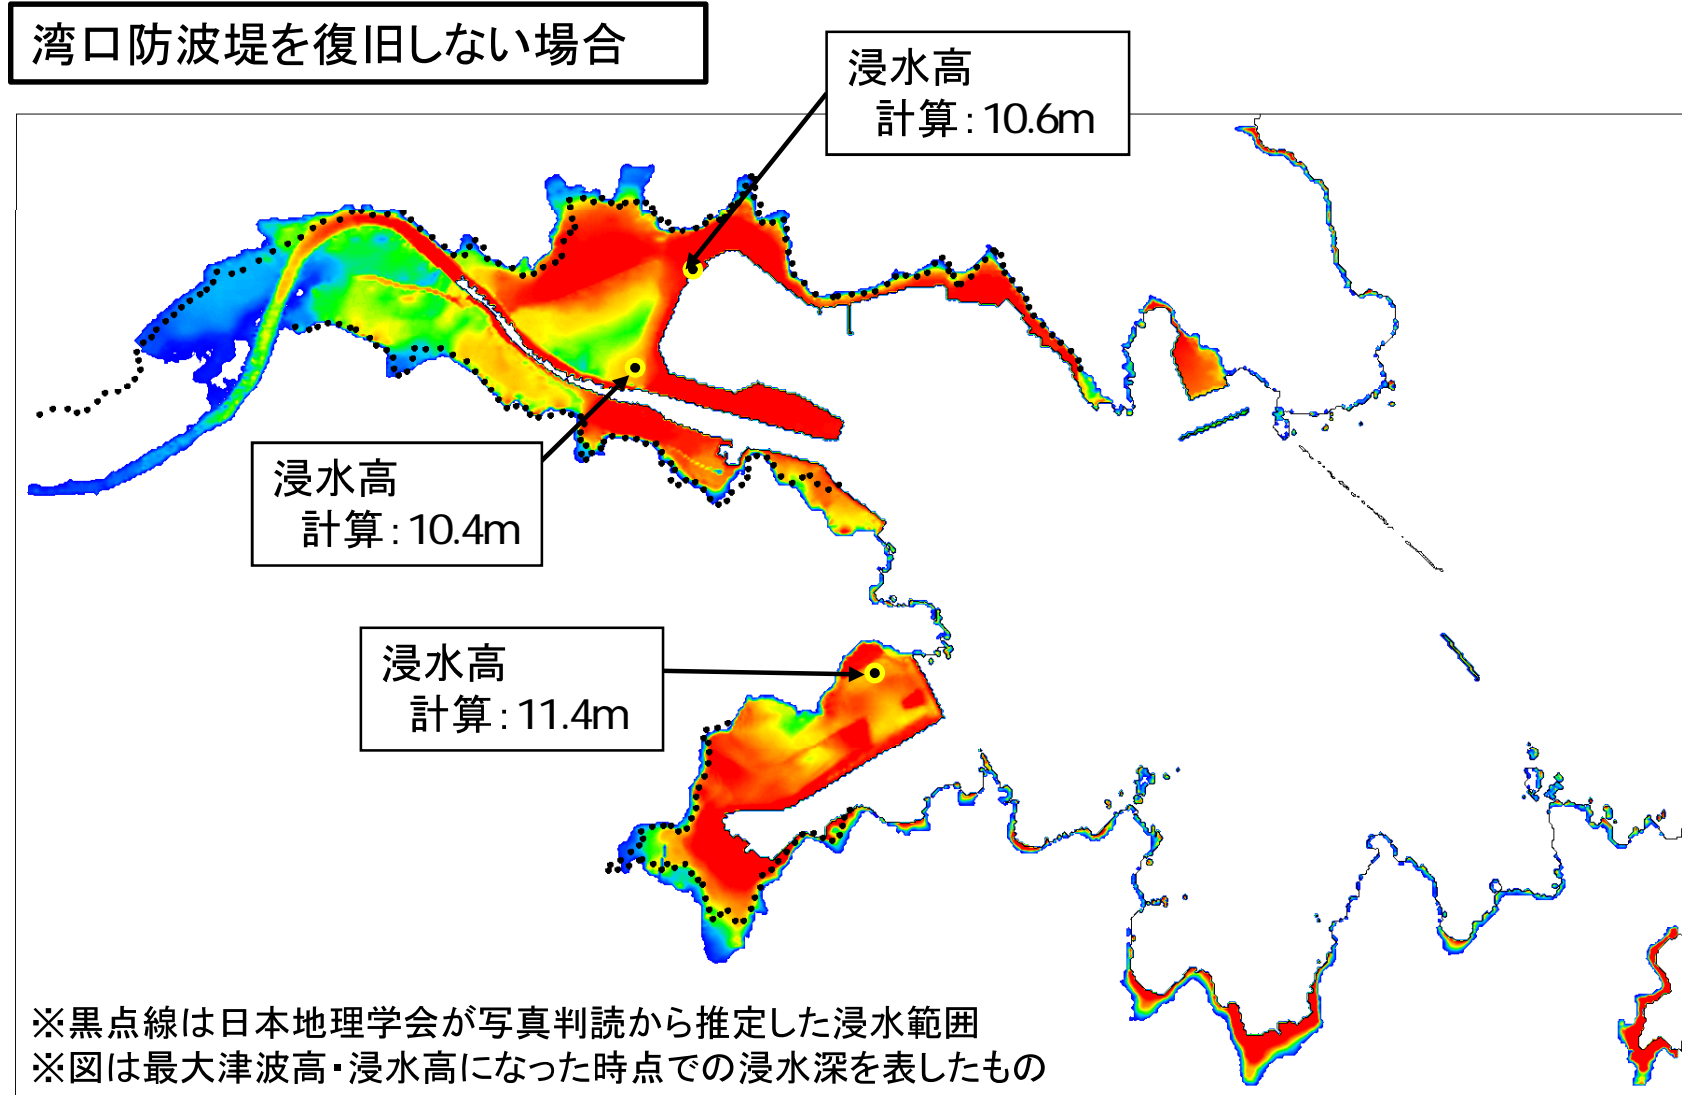 湾口防波堤を復旧しない場合
浸水高
計算：10.6m
浸水高
計算：10.4m
浸水高
計算：11.4m
※黒点線は日本地理学会が写真判読から推定した浸水範囲
※図は最大津波高・浸水高になった時点での浸水深を表したもの